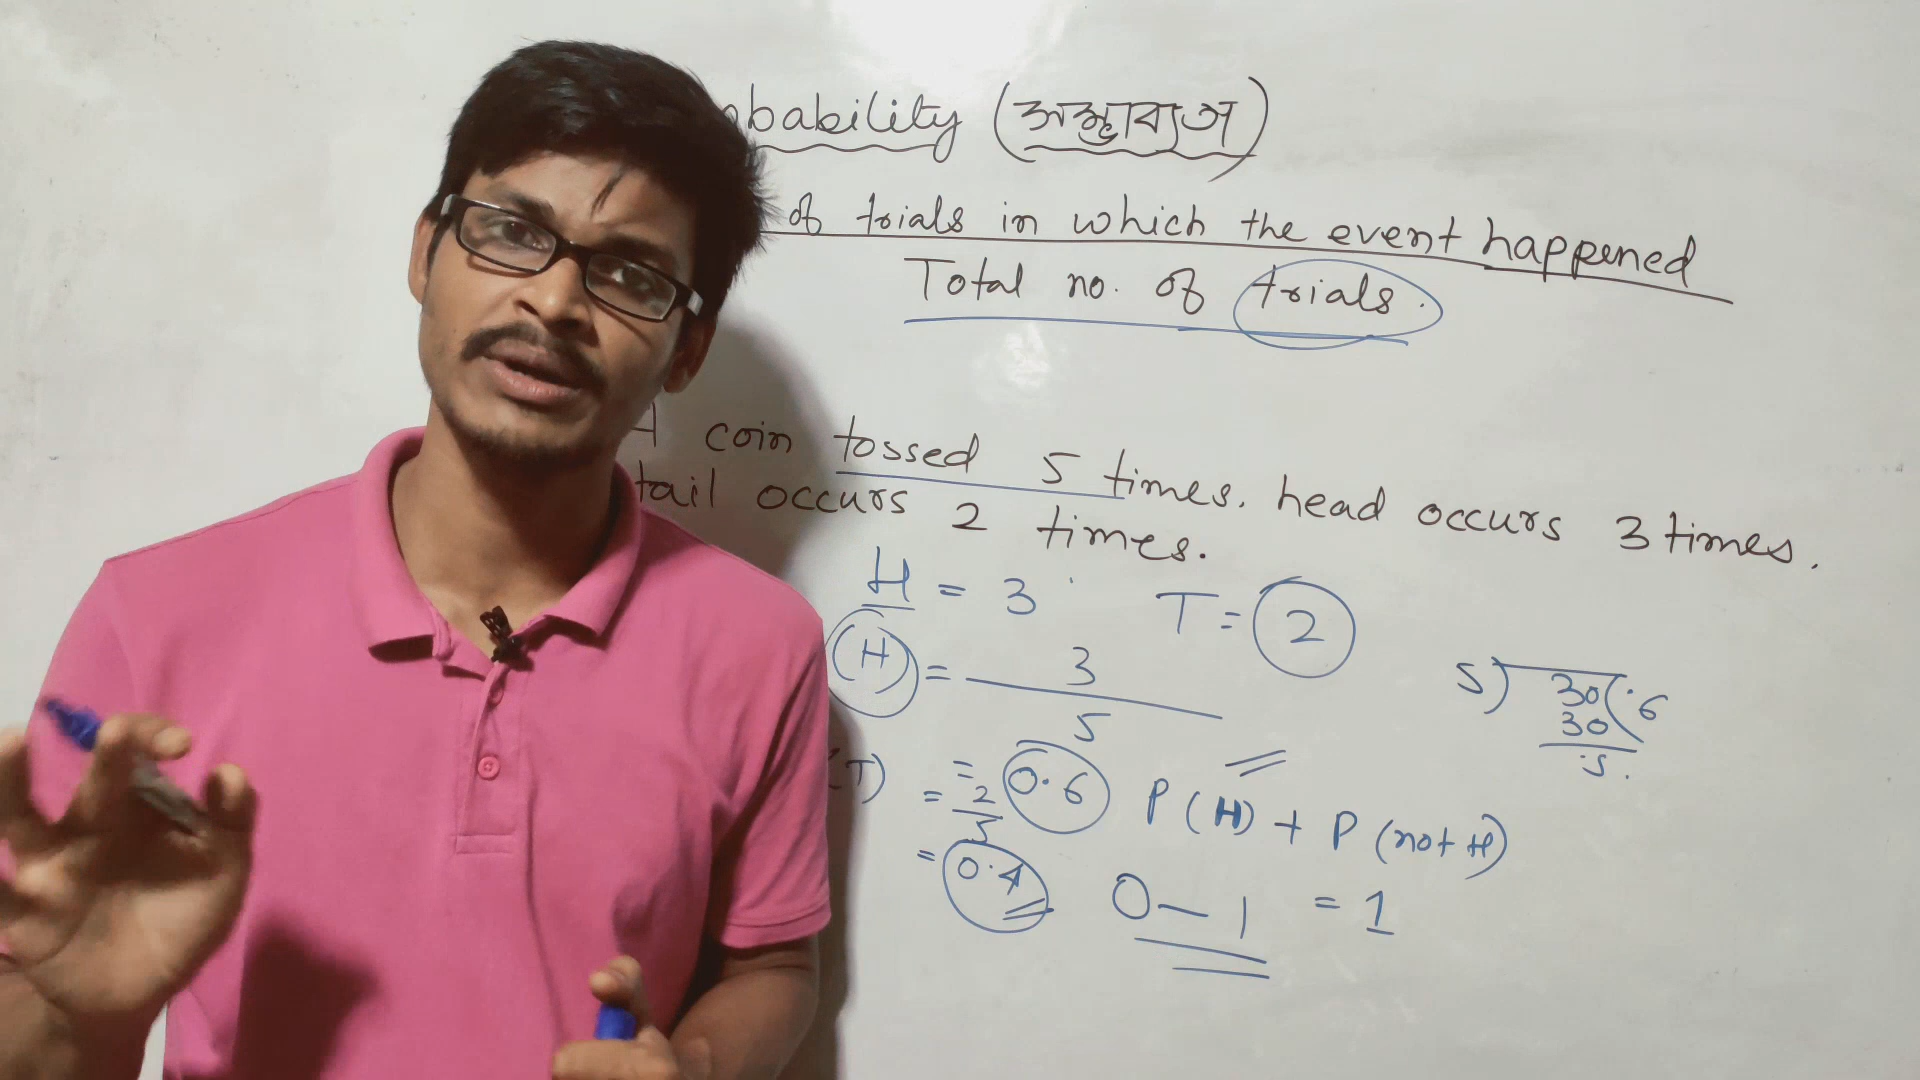 obability (সম্ভাব্যতা)
of trials in which the event happened
Total no. of trials.
A coin tossed 5 times. head occurs 3 times.
tail occurs 2 times.
H = 3 T = 2
(H) = 3
5
5) 30 (.6
30
= 0.6
(T) = 2
5
P(H) + P(not H)
= 0.4
0 — 1 = 1